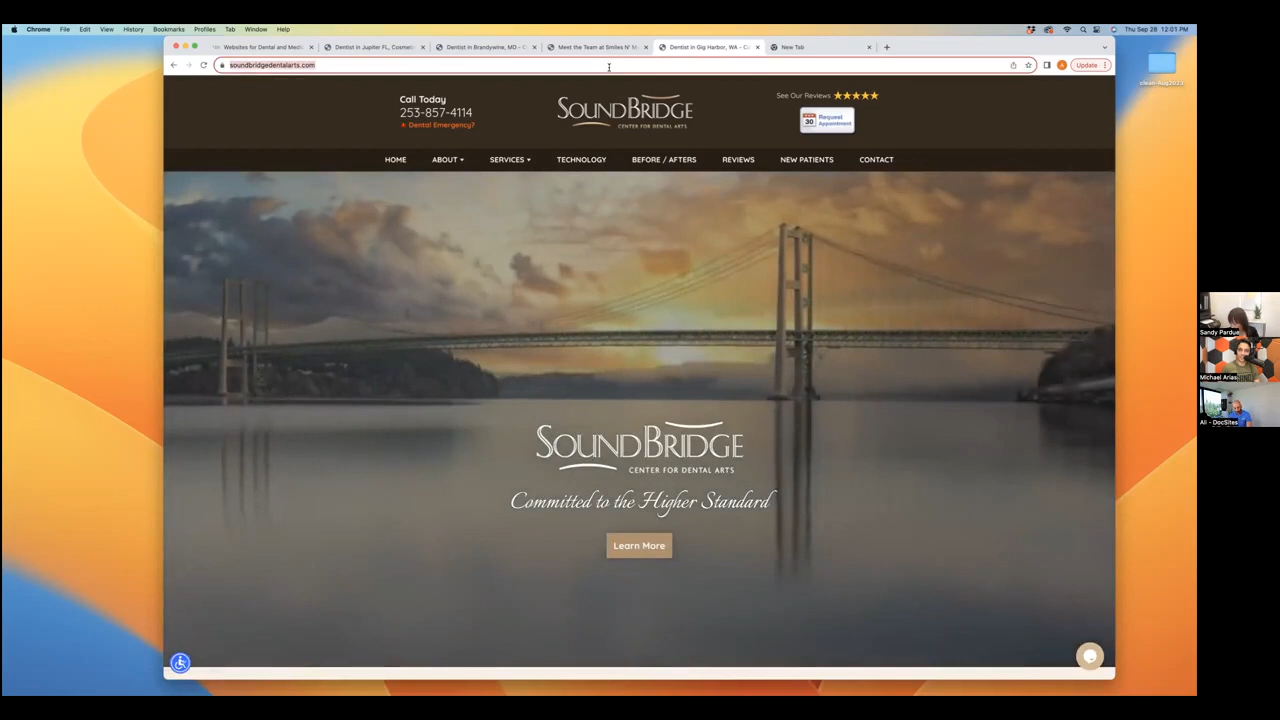 Chrome File Edit View History Bookmarks Profiles Tab Window Help
Thu Sep 28 12:01 PM
Websites for Dental and Medi
Dentist in Jupiter FL, Cosmeti
Dentist in Brandywine, MD - C
Meet the Team at Smiles N' M
Dentist in Gig Harbor, WA - Co
New Tab
soundbridgedentalarts.com
Update
clean-Aug2023
Call Today
253-857-4114
Dental Emergency?
SOUNDBRIDGE
CENTER FOR DENTAL ARTS
See Our Reviews
30
Request
Appointment
HOME ABOUT SERVICES TECHNOLOGY BEFORE / AFTERS REVIEWS NEW PATIENTS CONTACT
SOUNDBRIDGE
CENTER FOR DENTAL ARTS
Committed to the Higher Standard
Learn More
Sandy Pardue
Michael Arias
Ali - DocSites